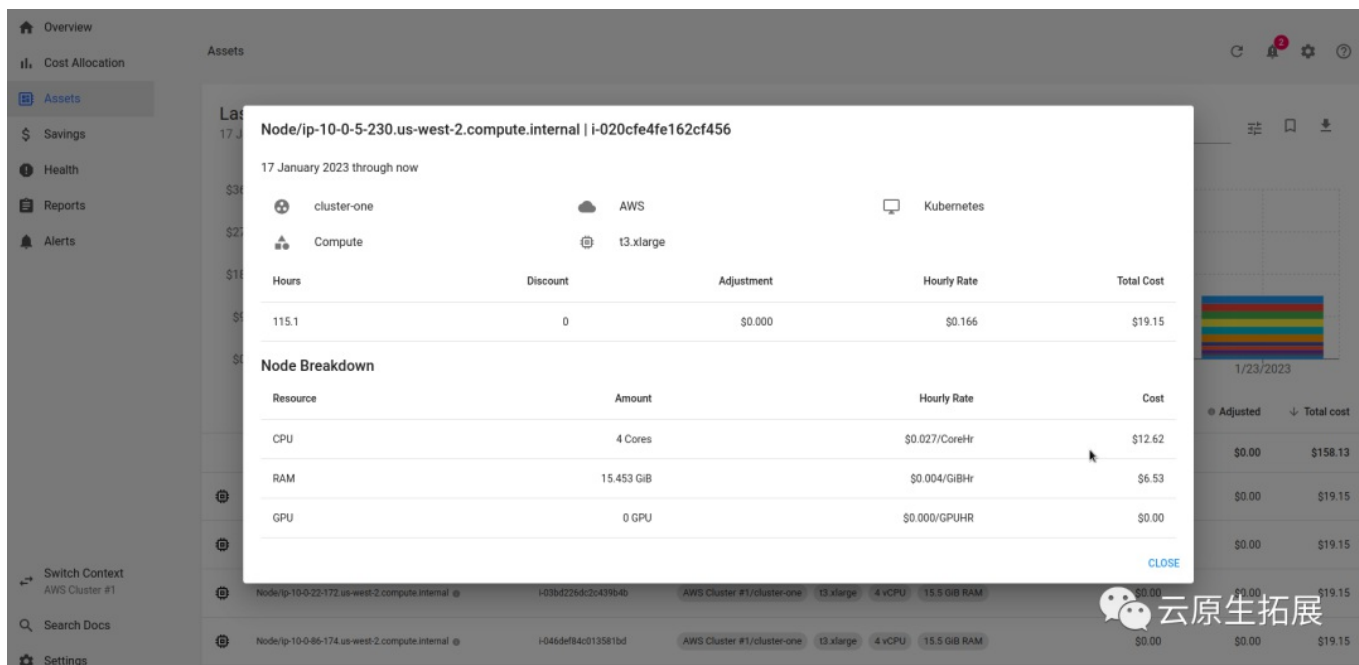 Overview
Cost Allocation
Assets
Savings
Health
Reports
Alerts
Switch Context
AWS Cluster #1
Search Docs
Settings
Assets
2
Las
17 J
Node/ip-10-0-5-230.us-west-2.compute.internal | i-020cfe4fe162cf456
17 January 2023 through now
cluster-one AWS Kubernetes
Compute t3.xlarge
Hours Discount Adjustment Hourly Rate Total Cost
115.1 0 $0.000 $0.166 $19.15
Node Breakdown
Resource Amount Hourly Rate Cost
CPU 4 Cores $0.027/CoreHr $12.62
RAM 15.453 GiB $0.004/GiBHr $6.53
GPU 0 GPU $0.000/GPUHR $0.00
CLOSE
1/23/2023
Adjusted Total cost
$0.00 $158.13
$0.00 $19.15
$0.00 $19.15
Node/ip-10-0-22-172.us-west-2.compute.internal i-03bd226dc2c439b4b AWS Cluster #1/cluster-one t3.xlarge 4 vCPU 15.5 GiB RAM $0.00 $0.00 $19.15
Node/ip-10-0-86-174.us-west-2.compute.internal i-046def84c013581bd AWS Cluster #1/cluster-one t3.xlarge 4 vCPU 15.5 GiB RAM $0.00 $0.00 $19.15
云原生拓展